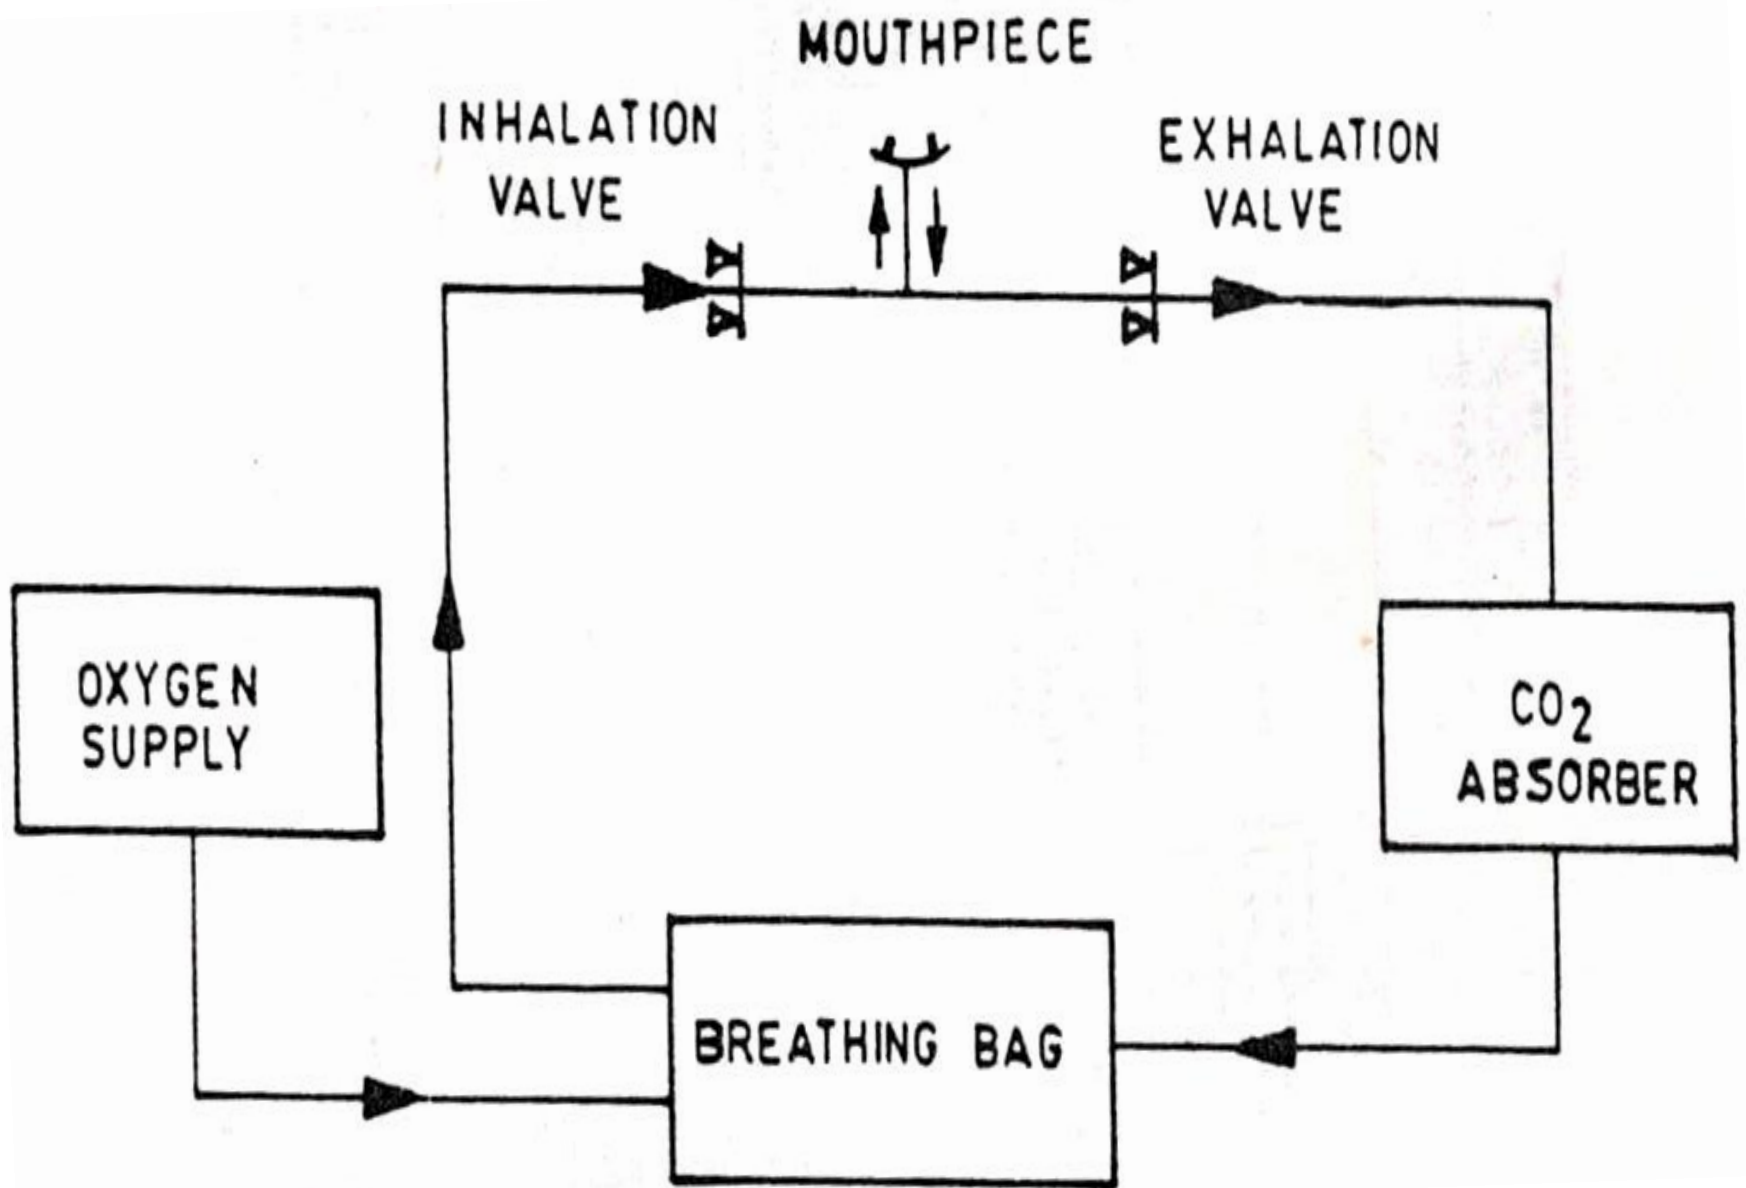 MOUTHPIECE
INHALATION
VALVE
EXHALATION
VALVE
OXYGEN
SUPPLY
CO2
ABSORBER
BREATHING BAG